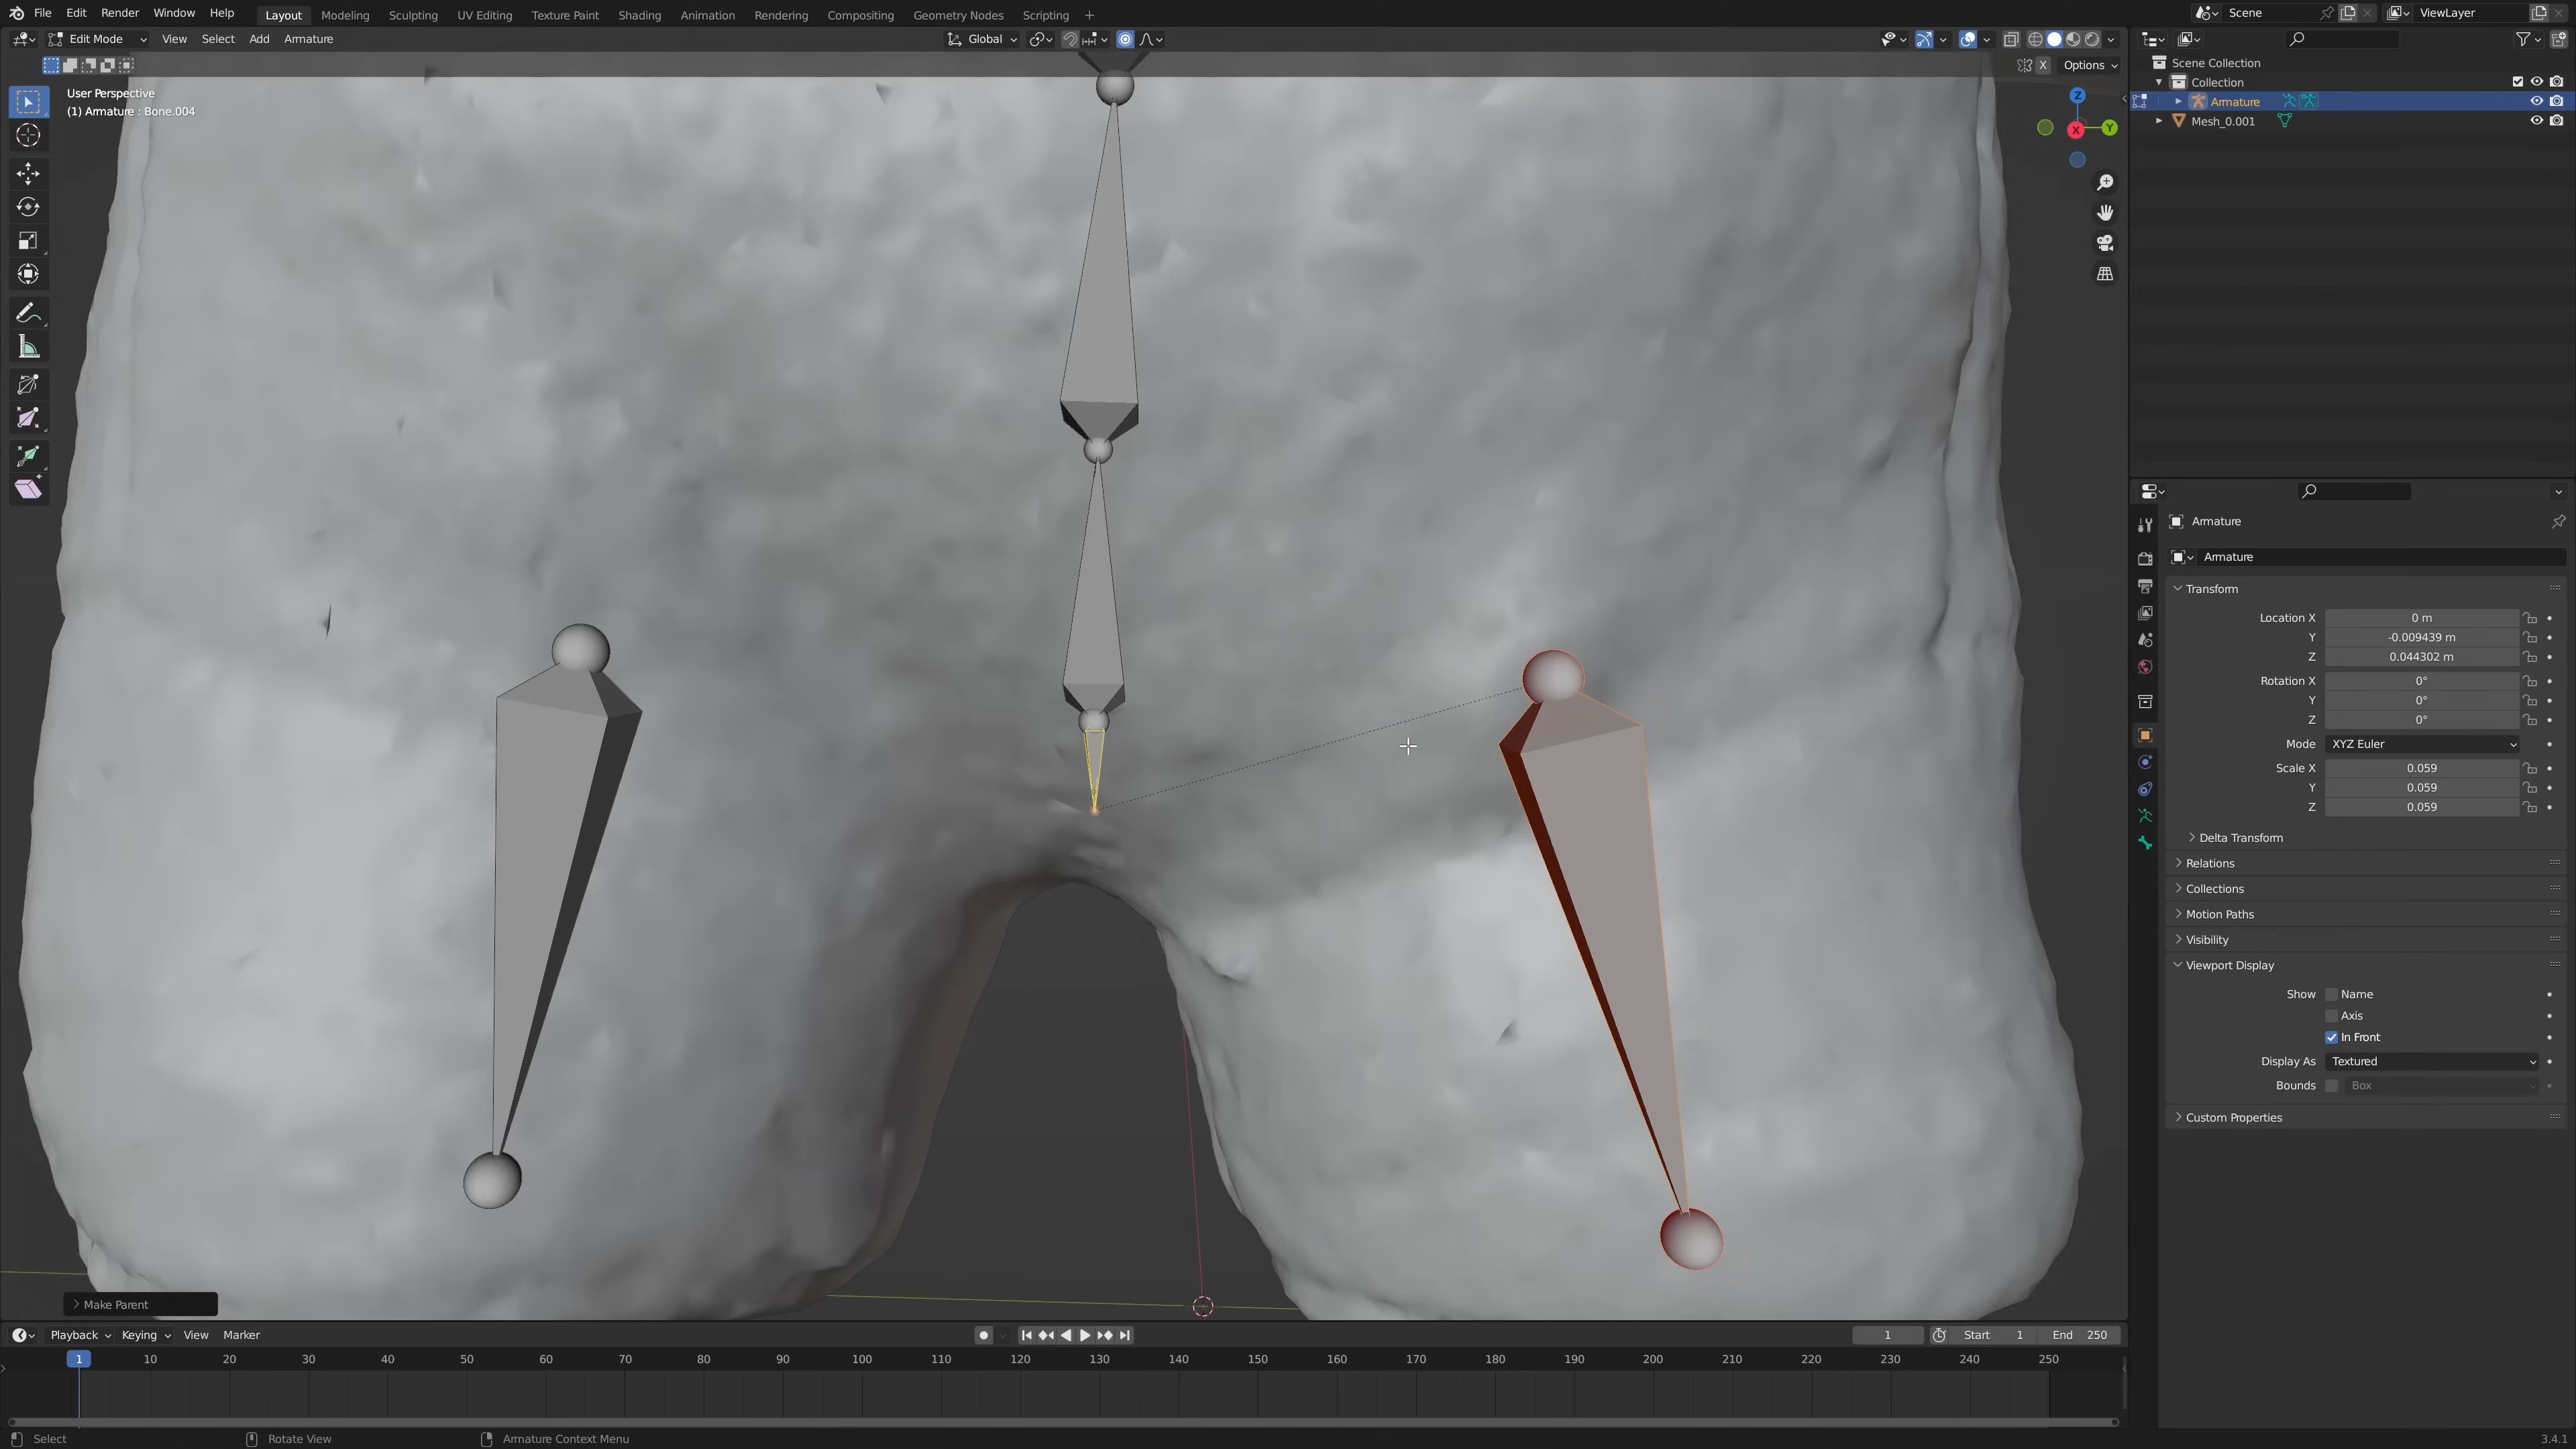 File Edit Render Window Help Layout Modeling Sculpting UV Editing Texture Paint Shading Animation Rendering Compositing Geometry Nodes Scripting + Scene ViewLayer
Edit Mode View Select Add Armature Global
X Options
User Perspective
(1) Armature : Bone.004
Z
X Y
Make Parent
Scene Collection
Collection
Armature
Mesh_0.001
Armature
Armature
Transform
Location X 0 m
Y -0.009439 m
Z 0.044302 m
Rotation X 0°
Y 0°
Z 0°
Mode XYZ Euler
Scale X 0.059
Y 0.059
Z 0.059
Delta Transform
Relations
Collections
Motion Paths
Visibility
Viewport Display
Show Name
Axis
In Front
Display As Textured
Bounds Box
Custom Properties
Playback Keying View Marker 1 Start 1 End 250
1 10 20 30 40 50 60 70 80 90 100 110 120 130 140 150 160 170 180 190 200 210 220 230 240 250
Select Rotate View Armature Context Menu 3.4.1